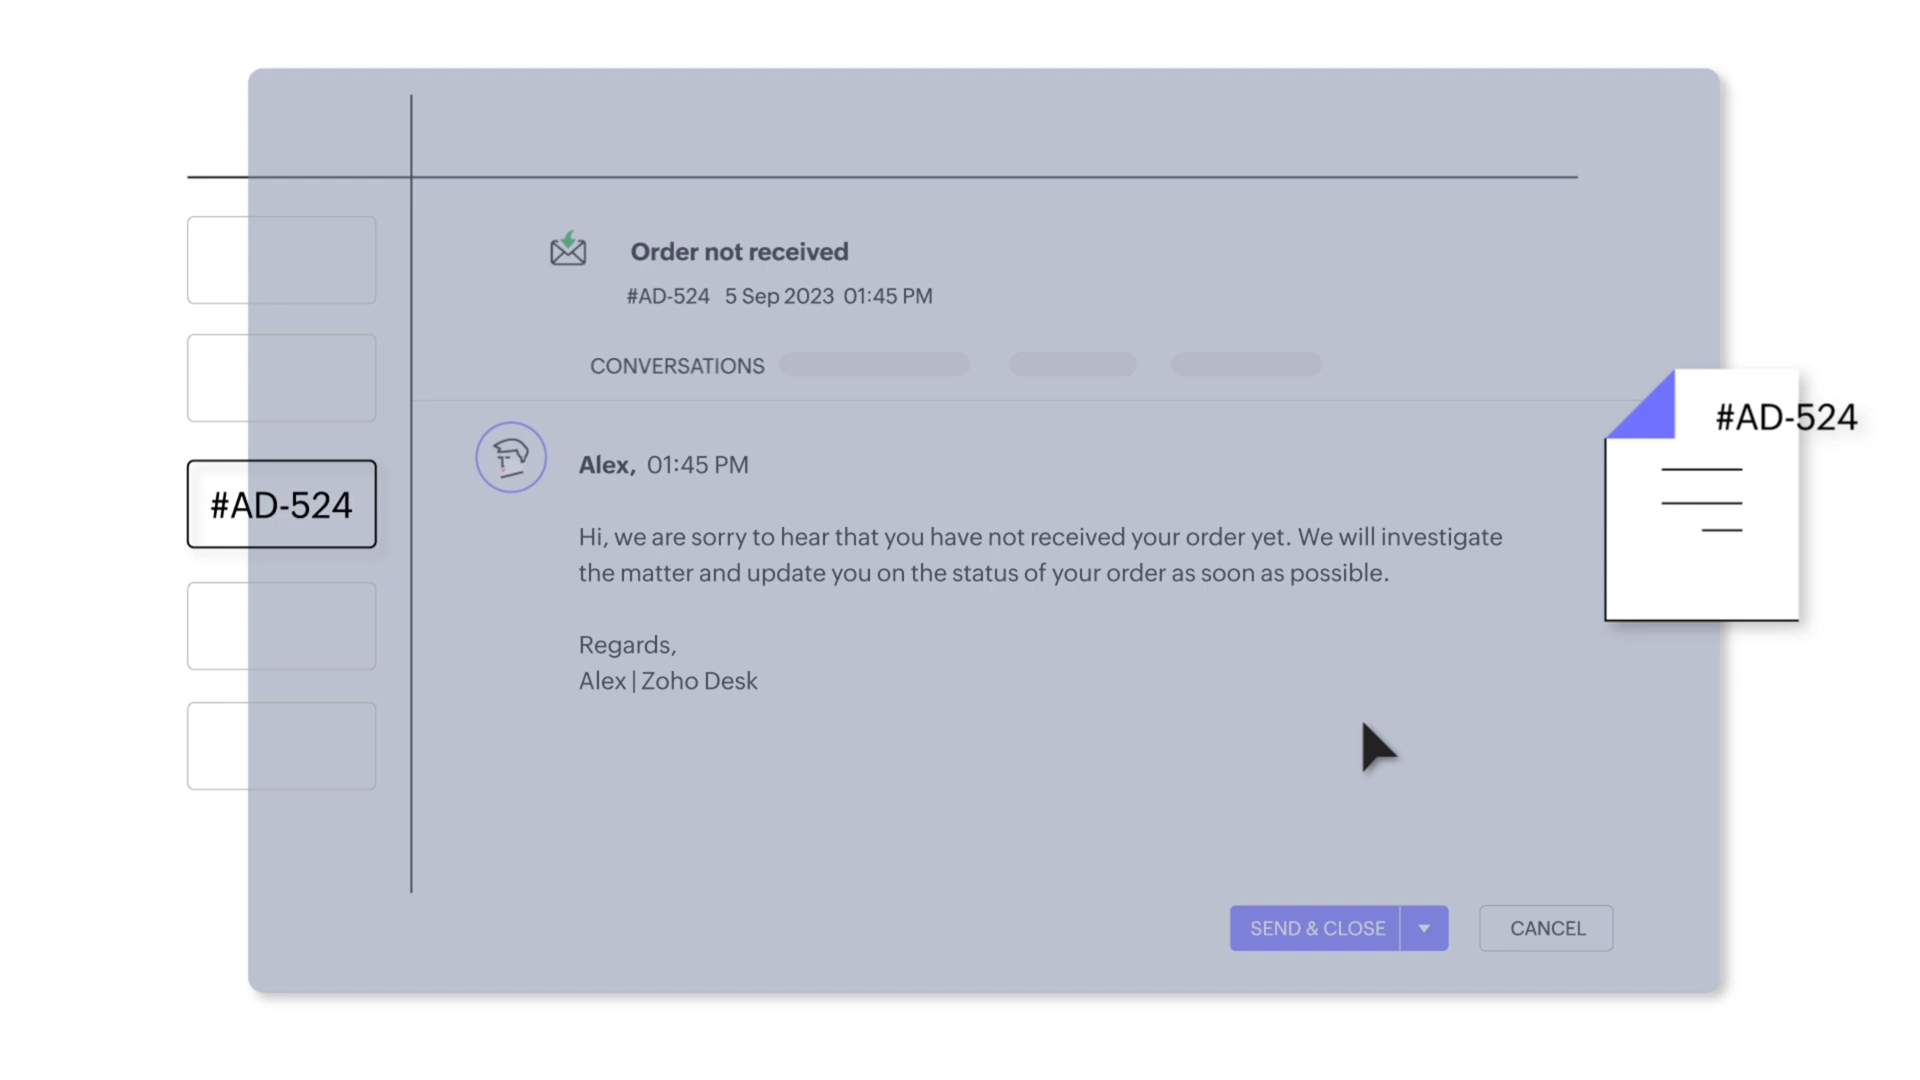 Order not received
#AD-524 5 Sep 2023 01:45 PM
CONVERSATIONS
#AD-524
#AD-524
Alex, 01:45 PM
Hi, we are sorry to hear that you have not received your order yet. We will investigate
the matter and update you on the status of your order as soon as possible.
Regards,
Alex | Zoho Desk
SEND & CLOSE
CANCEL